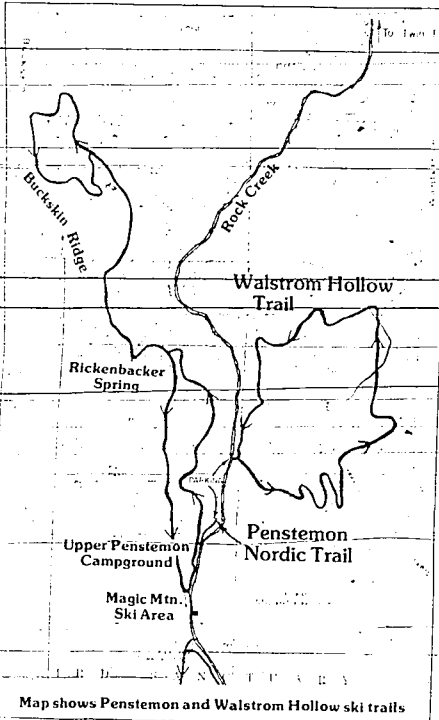 To Twin F
Buckskin Ridge
Rock Creek
Walstrom Hollow
Trail
Rickenbacker
Spring
PARKING
Upper Penstemon
Campground
Penstemon
Nordic Trail
Magic Mtn.
Ski Area
Map shows Penstemon and Walstrom Hollow ski trails